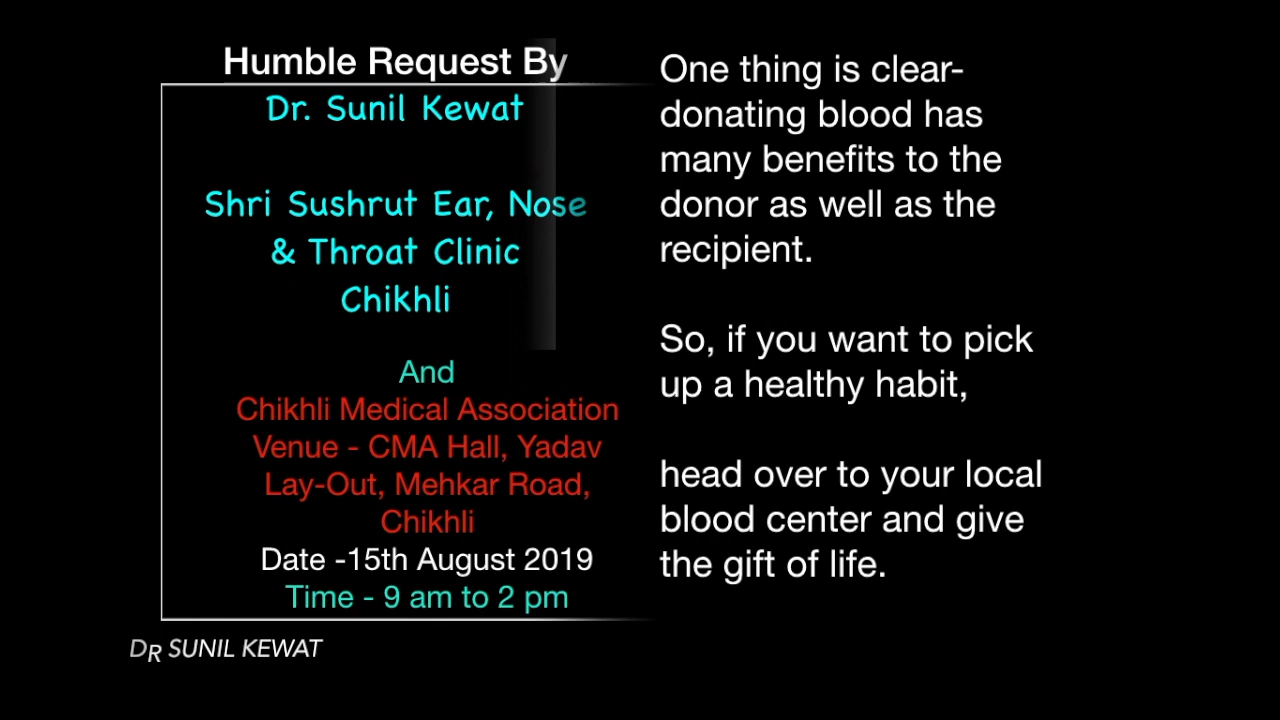 Humble Request By
Dr. Sunil Kewat
Shri Sushrut Ear, Nose
& Throat Clinic
Chikhli
And
Chikhli Medical Association
Venue - CMA Hall, Yadav
Lay-Out, Mehkar Road,
Chikhli
Date -15th August 2019
Time - 9 am to 2 pm
DR SUNIL KEWAT
One thing is clear-
donating blood has
many benefits to the
donor as well as the
recipient.
So, if you want to pick
up a healthy habit,
head over to your local
blood center and give
the gift of life.